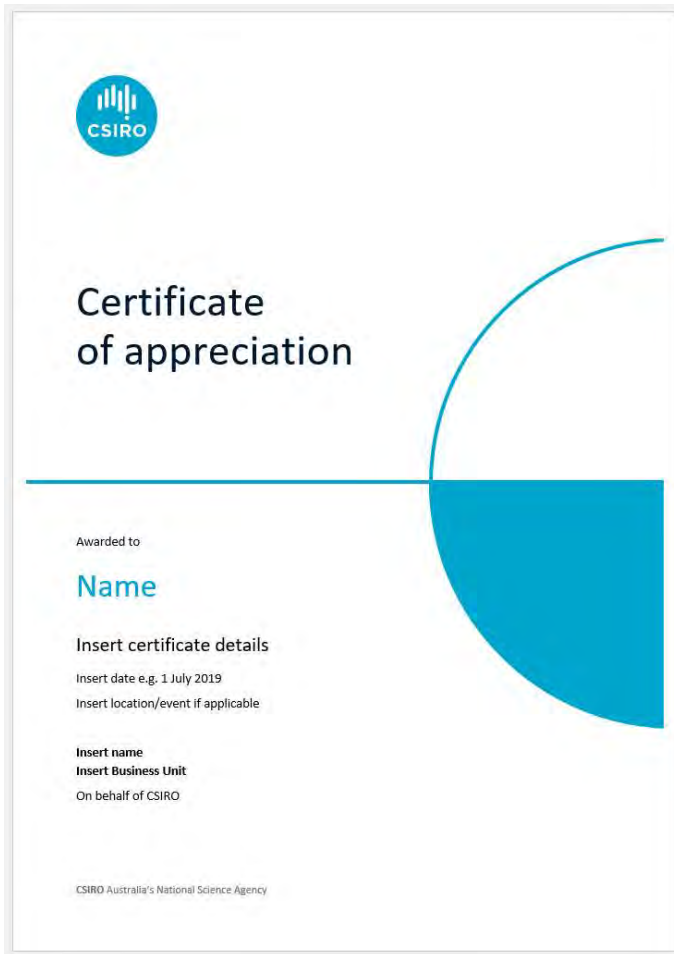 CSIRO
Certificate
of appreciation
Awarded to
Name
Insert certificate details
Insert date e.g. 1 July 2019
Insert location/event if applicable
Insert name
Insert Business Unit
On behalf of CSIRO
CSIRO Australia's National Science Agency